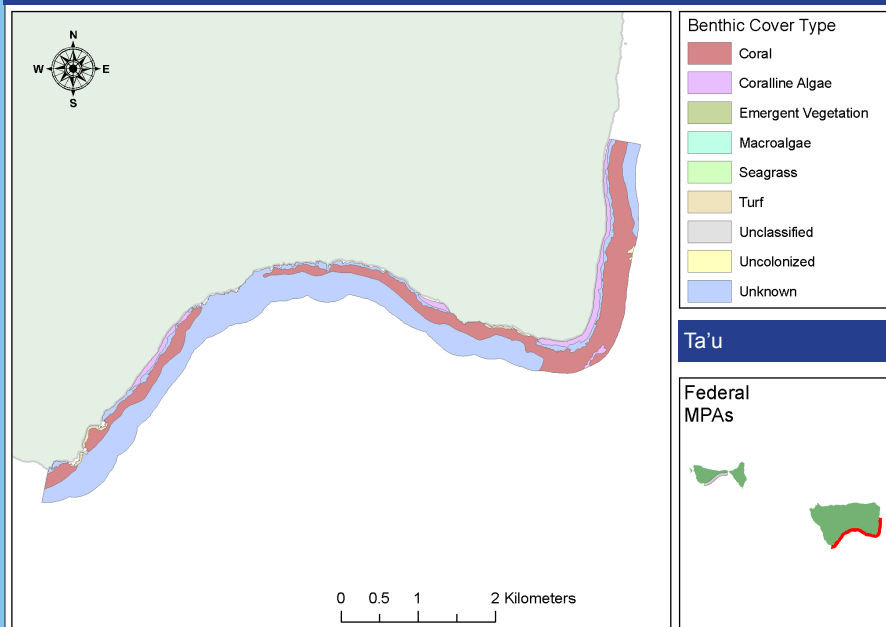 N
W E
S
0 0.5 1 2 Kilometers
Benthic Cover Type
Coral
Coralline Algae
Emergent Vegetation
Macroalgae
Seagrass
Turf
Unclassified
Uncolonized
Unknown
Ta'u
Federal
MPAs